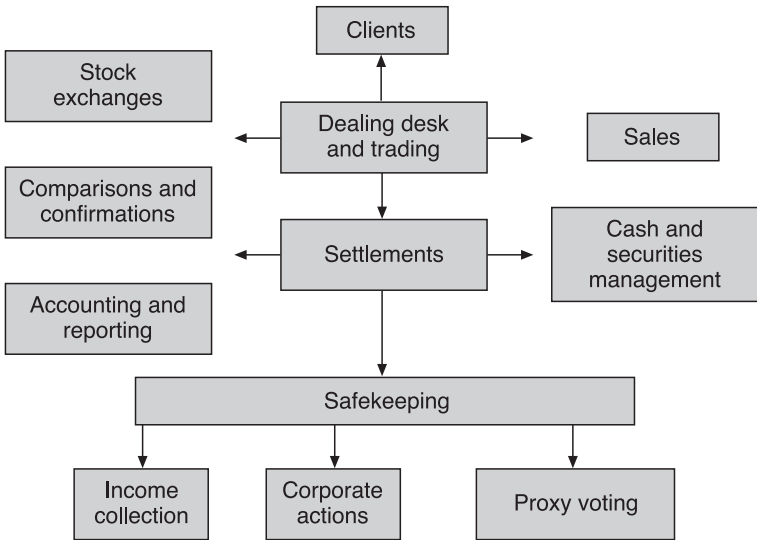 Clients
Stock
exchanges
Dealing desk
and trading
Sales
Comparisons and
confirmations
Settlements
Cash and
securities
management
Accounting and
reporting
Safekeeping
Income
collection
Corporate
actions
Proxy voting